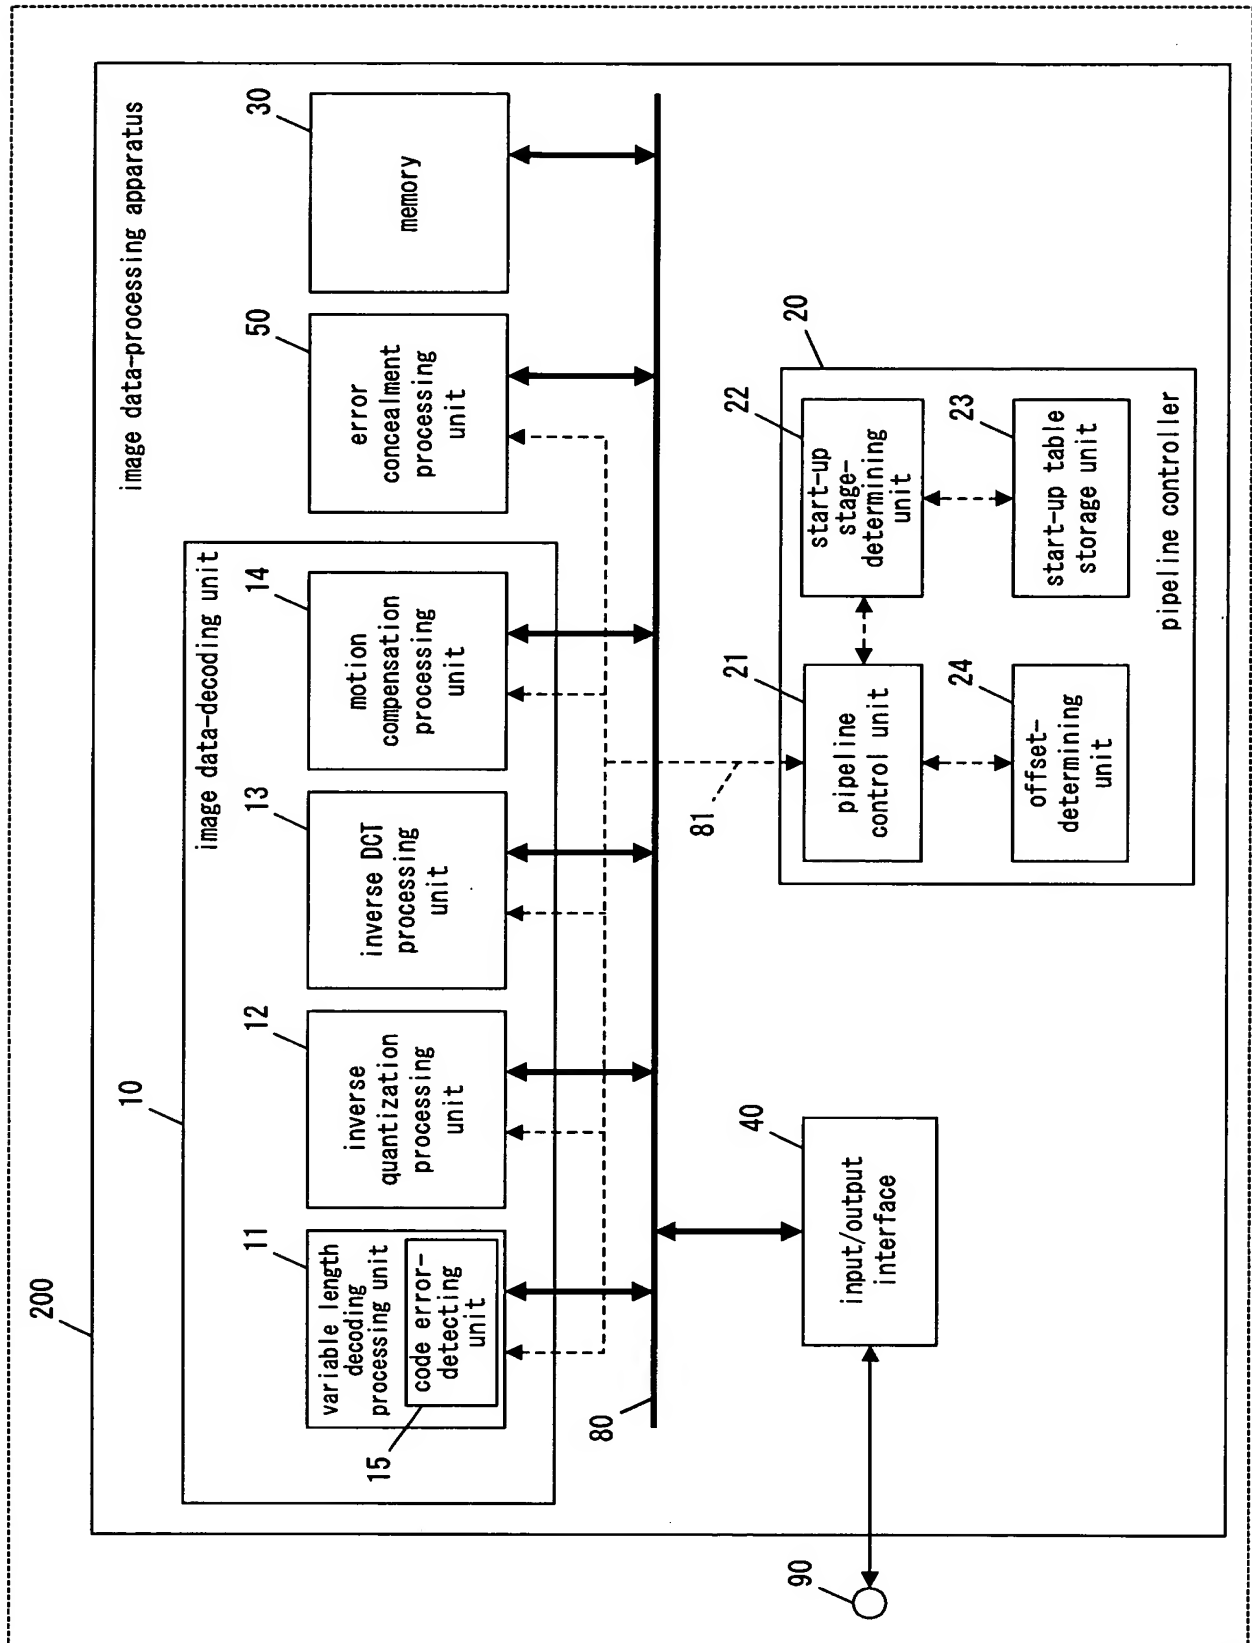 200
image data-processing apparatus
10
image data-decoding unit
11
variable length
decoding
processing unit
15
code error-
detecting
unit
12
inverse
quantization
processing
unit
13
inverse DCT
processing
unit
14
motion
compensation
processing
unit
50
error
concealment
processing
unit
30
memory
80
81
90
40
input/output
interface
20
21
pipeline
control unit
22
start-up
stage-
determining
unit
24
offset-
determining
unit
23
start-up table
storage unit
pipeline controller